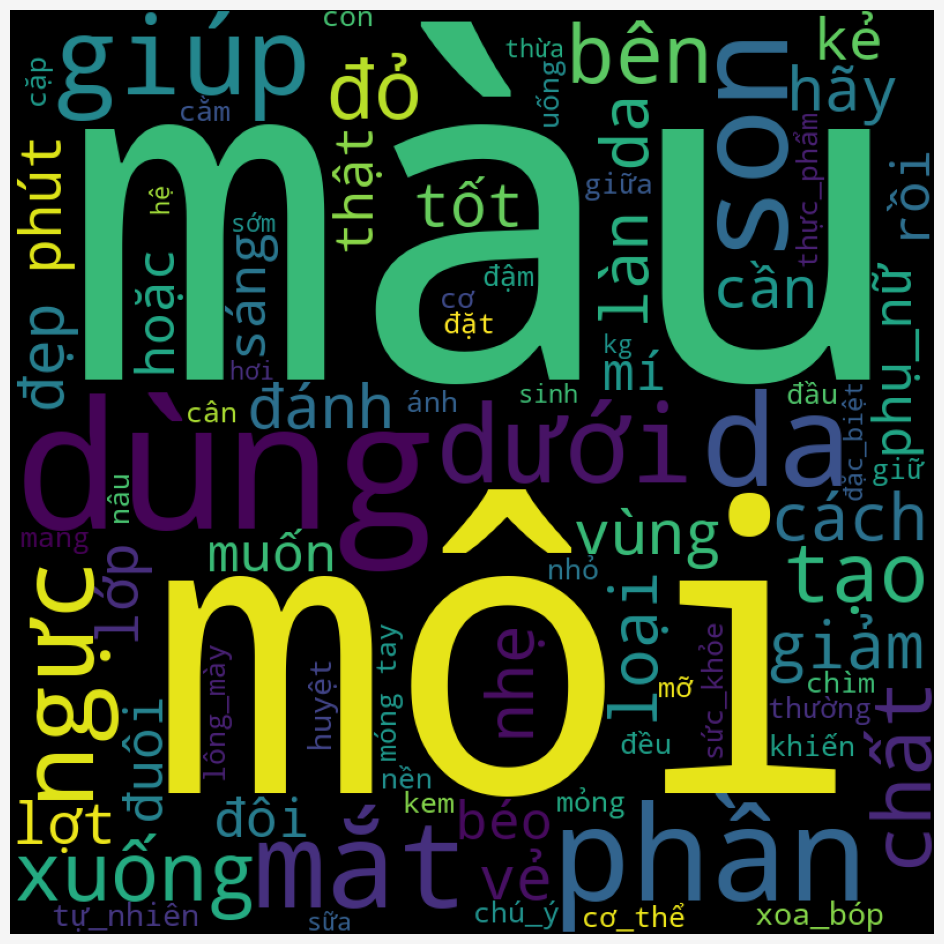 con
giúp
cặp
cằm
đỏ
thừa
uống
bên
son
kẻ
hãy
màu
phút
hệ
thật
tốt
giữa
làn da
thực_phẩm
rồi
hoặc
sớm
sáng
đậm
cơ
đặt
cần
phụ_nữ
đẹp
hơi
kg
mí
cân
đánh
ánh
sinh
đầu
đặc_biệt
giữ
dùng
dưới
da
nâu
mang
lớp
muốn
vùng
cách
nhỏ
tạo
môi
ngực
lông_mày
huyệt
móng tay
nhẹ
loại
mỡ
sức_khỏe
giảm
chìm
thường
đuôi
nền
đều
khiến
chất
lợt
đôi
kem
béo
mỏng
xuống
mắt
vẻ
phần
tự_nhiên
sữa
chú_ý
cơ_thể
xoa_bóp